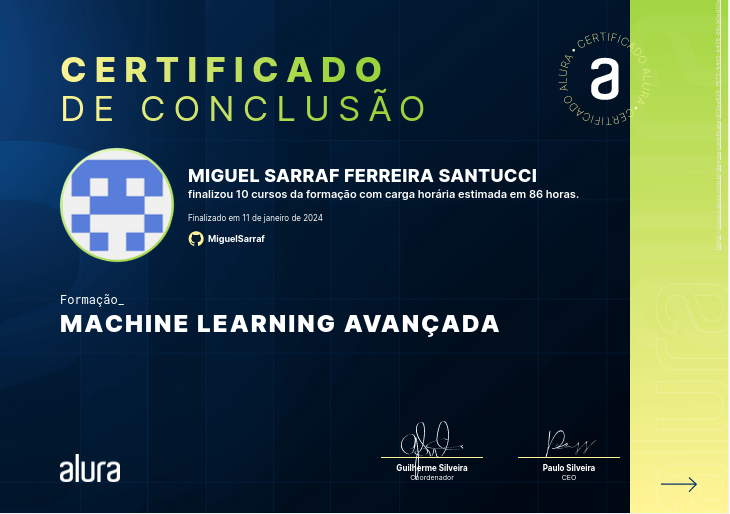 CERTIFICADO
DE CONCLUSÃO
CERTIFICADO ALURA • CERTIFICADO ALURA •
a
MIGUEL SARRAF FERREIRA SANTUCCI
finalizou 10 cursos da formação com carga horária estimada em 86 horas.
Finalizado em 11 de janeiro de 2024
MiguelSarraf
Formação_
MACHINE LEARNING AVANÇADA
alura
Guilherme Silveira
Coordenador
Paulo Silveira
CEO
alura